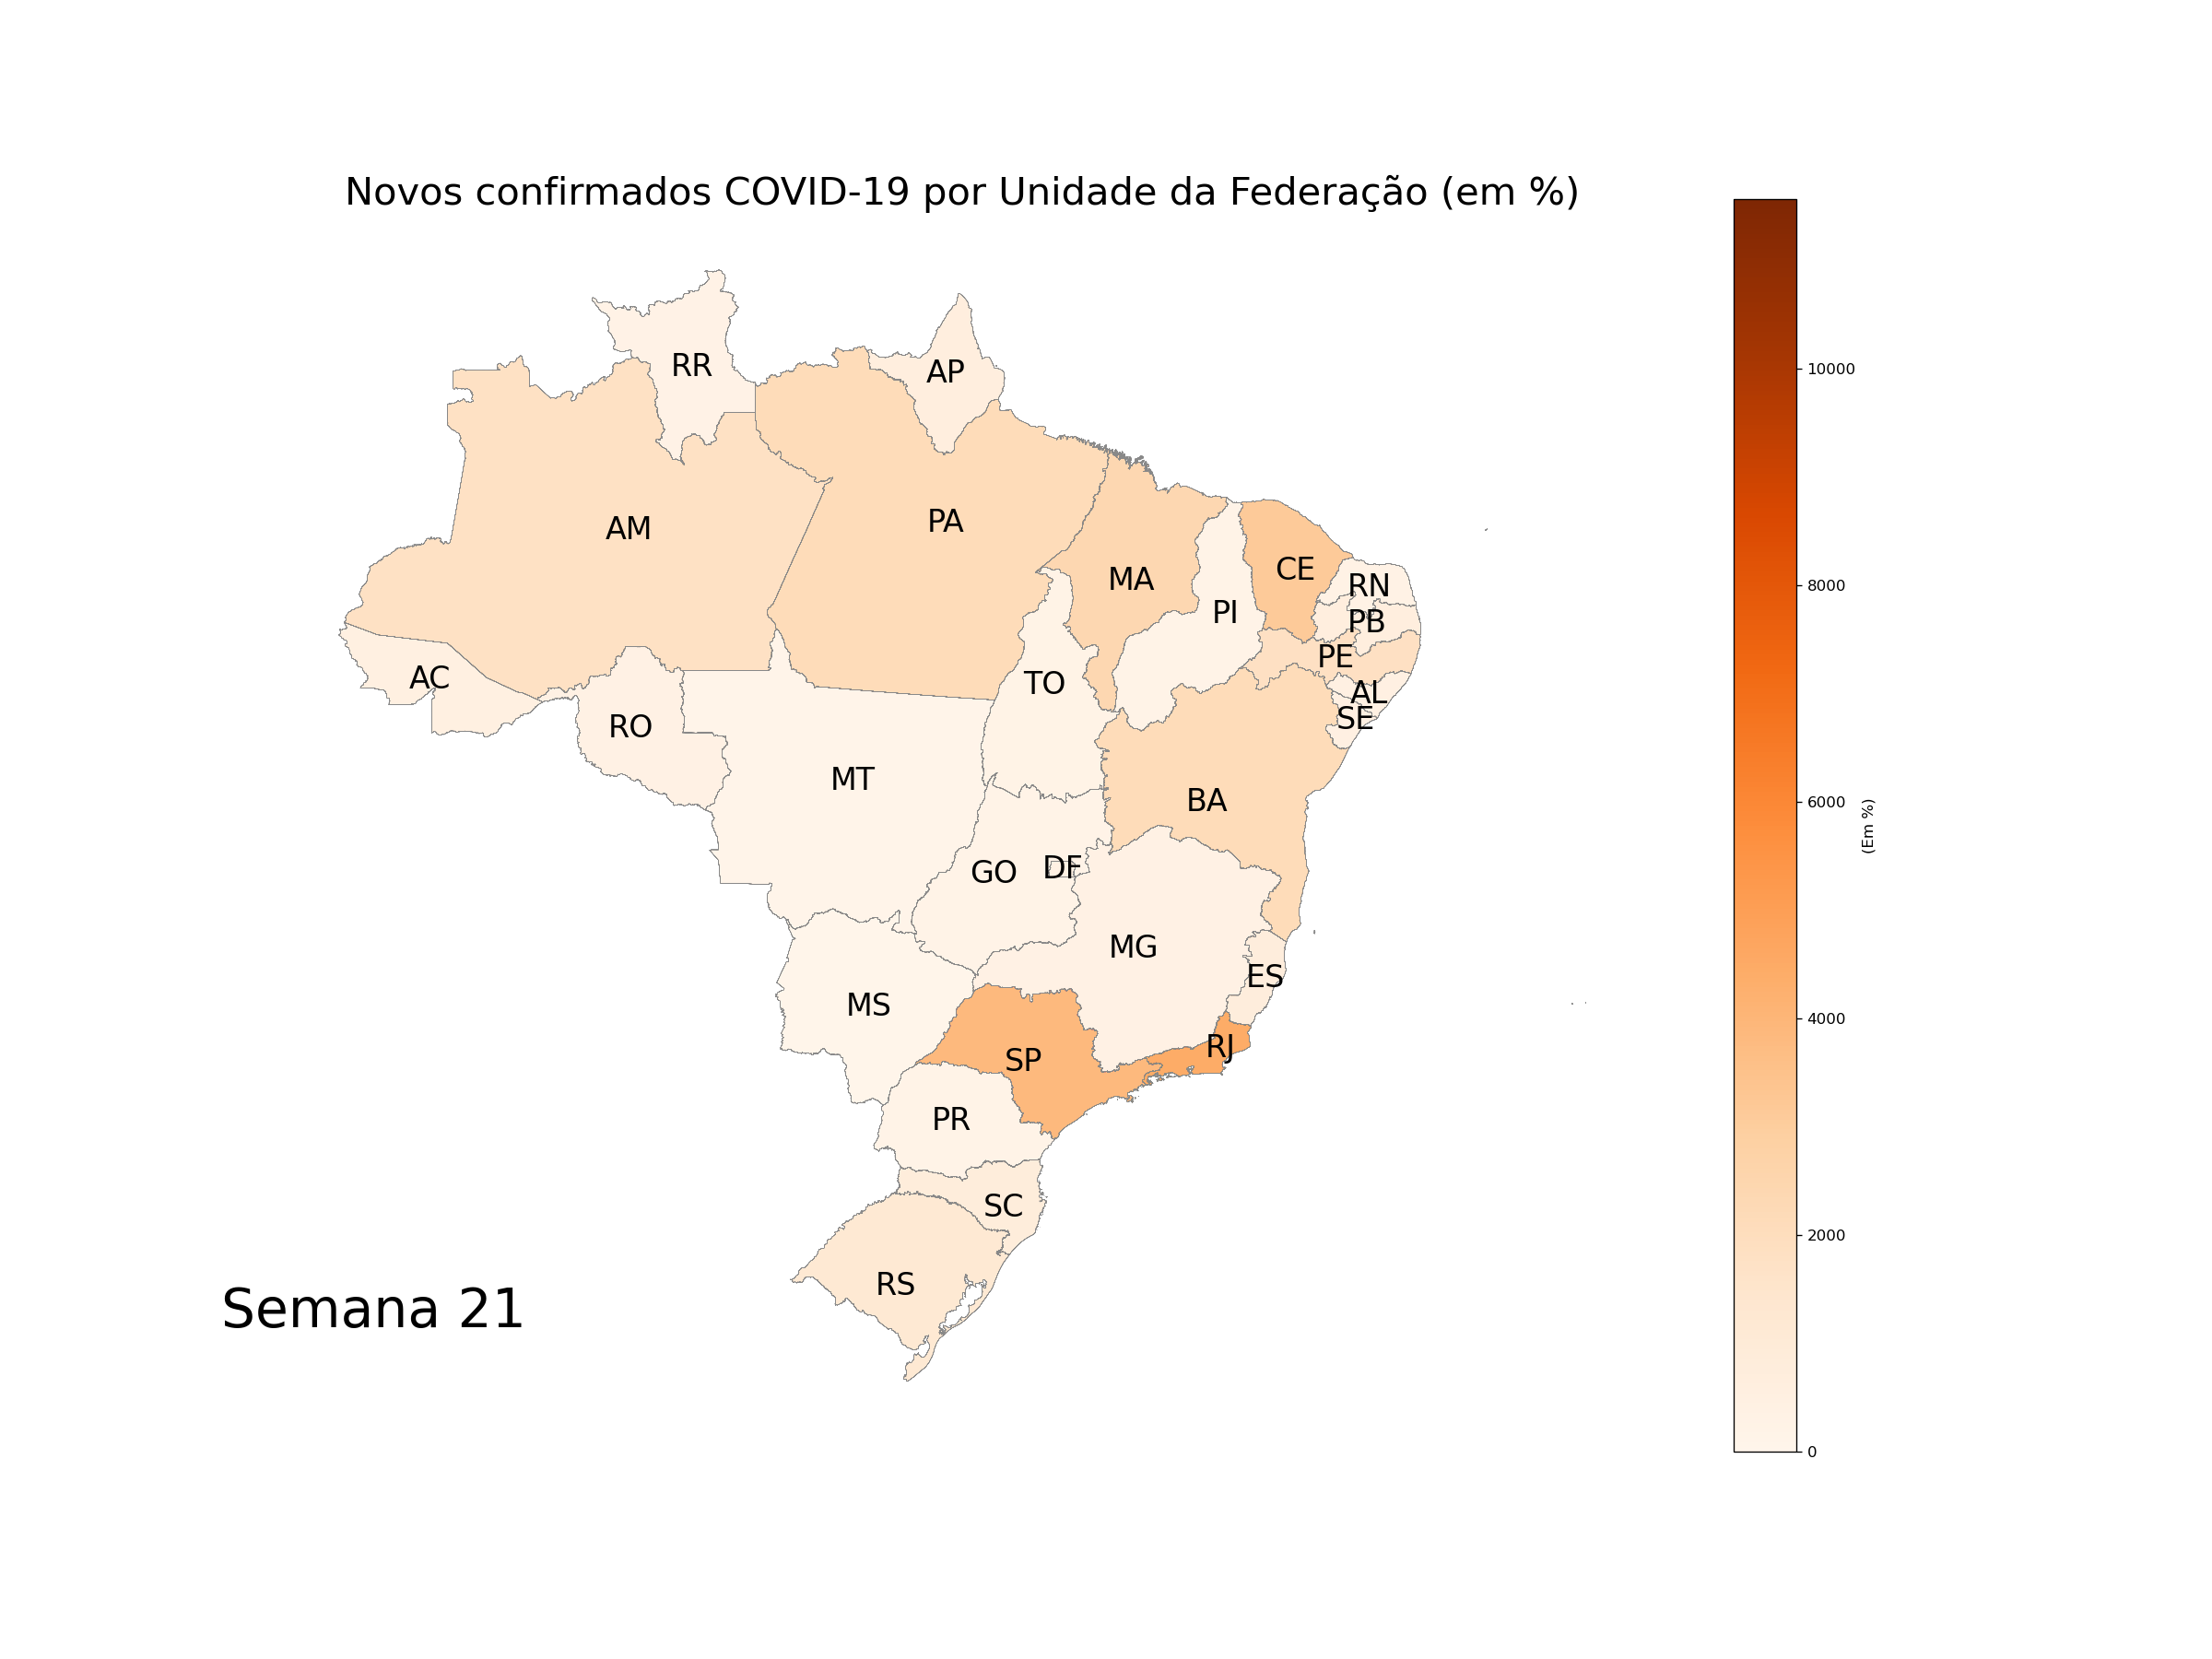 Novos confirmados COVID-19 por Unidade da Federação (em %)
RR
AP
AM
PA
MA
CE
RN
PI
PB
PE
AC
TO
AL
SE
RO
MT
BA
GO
DF
MG
ES
MS
RJ
SP
PR
SC
RS
Semana 21
10000
8000
6000
(Em %)
4000
2000
0